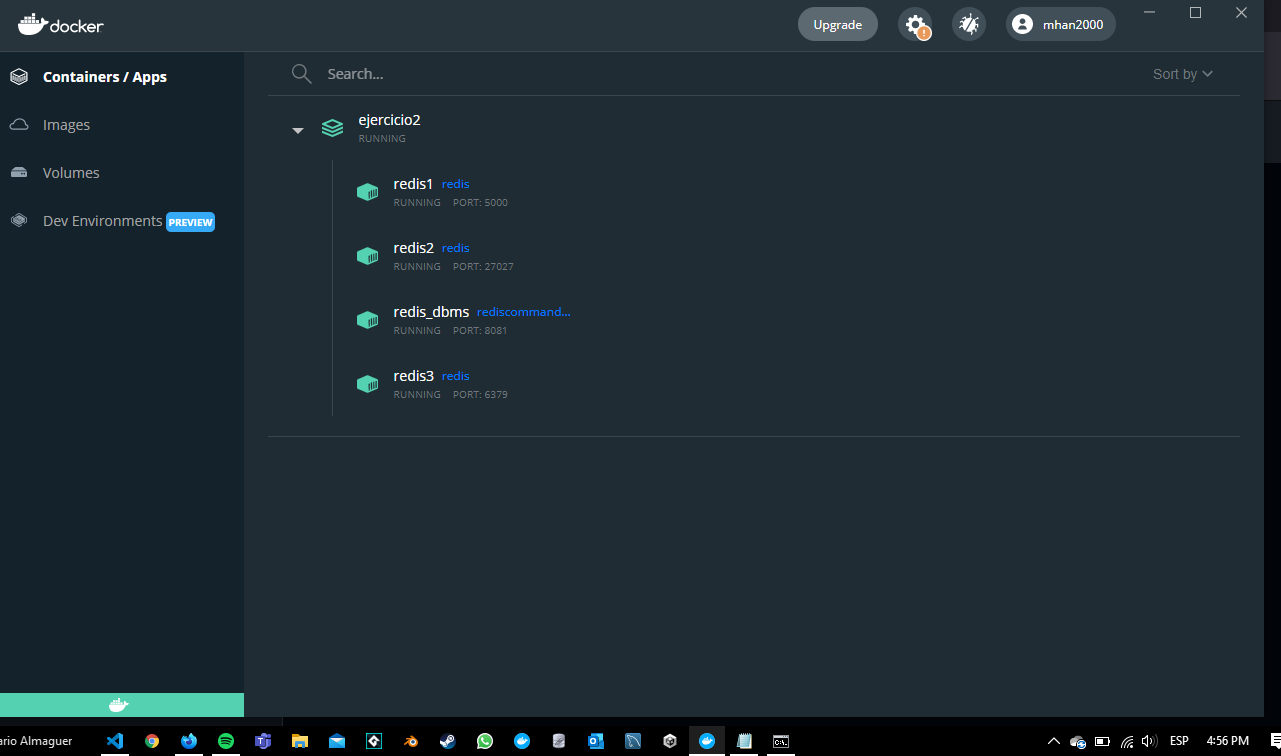 docker
Upgrade
mhan2000
Containers / Apps
Images
Volumes
Dev Environments PREVIEW
Search...
Sort by
ejercicio2
RUNNING
redis1 redis
RUNNING PORT: 5000
redis2 redis
RUNNING PORT: 27027
redis_dbms rediscommand...
RUNNING PORT: 8081
redis3 redis
RUNNING PORT: 6379
ario Almaguer
ESP
4:56 PM